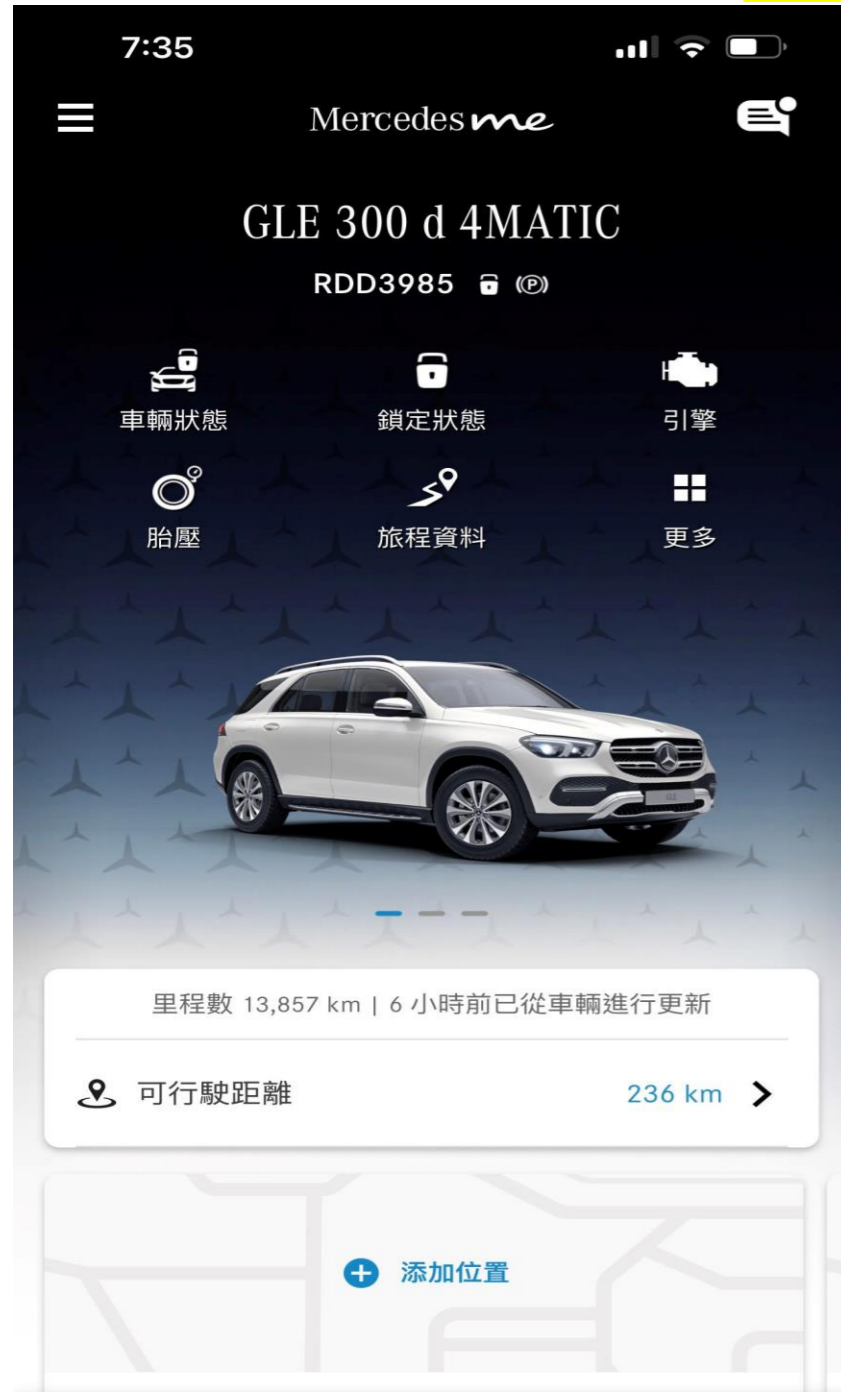 7:35
Mercedes me
GLE 300 d 4MATIC
RDD3985 (P)
車輛狀態 鎖定狀態 引擎
胎壓 旅程資料 更多
GLE
里程數 13,857 km | 6 小時前已從車輛進行更新
可行駛距離 236 km
添加位置